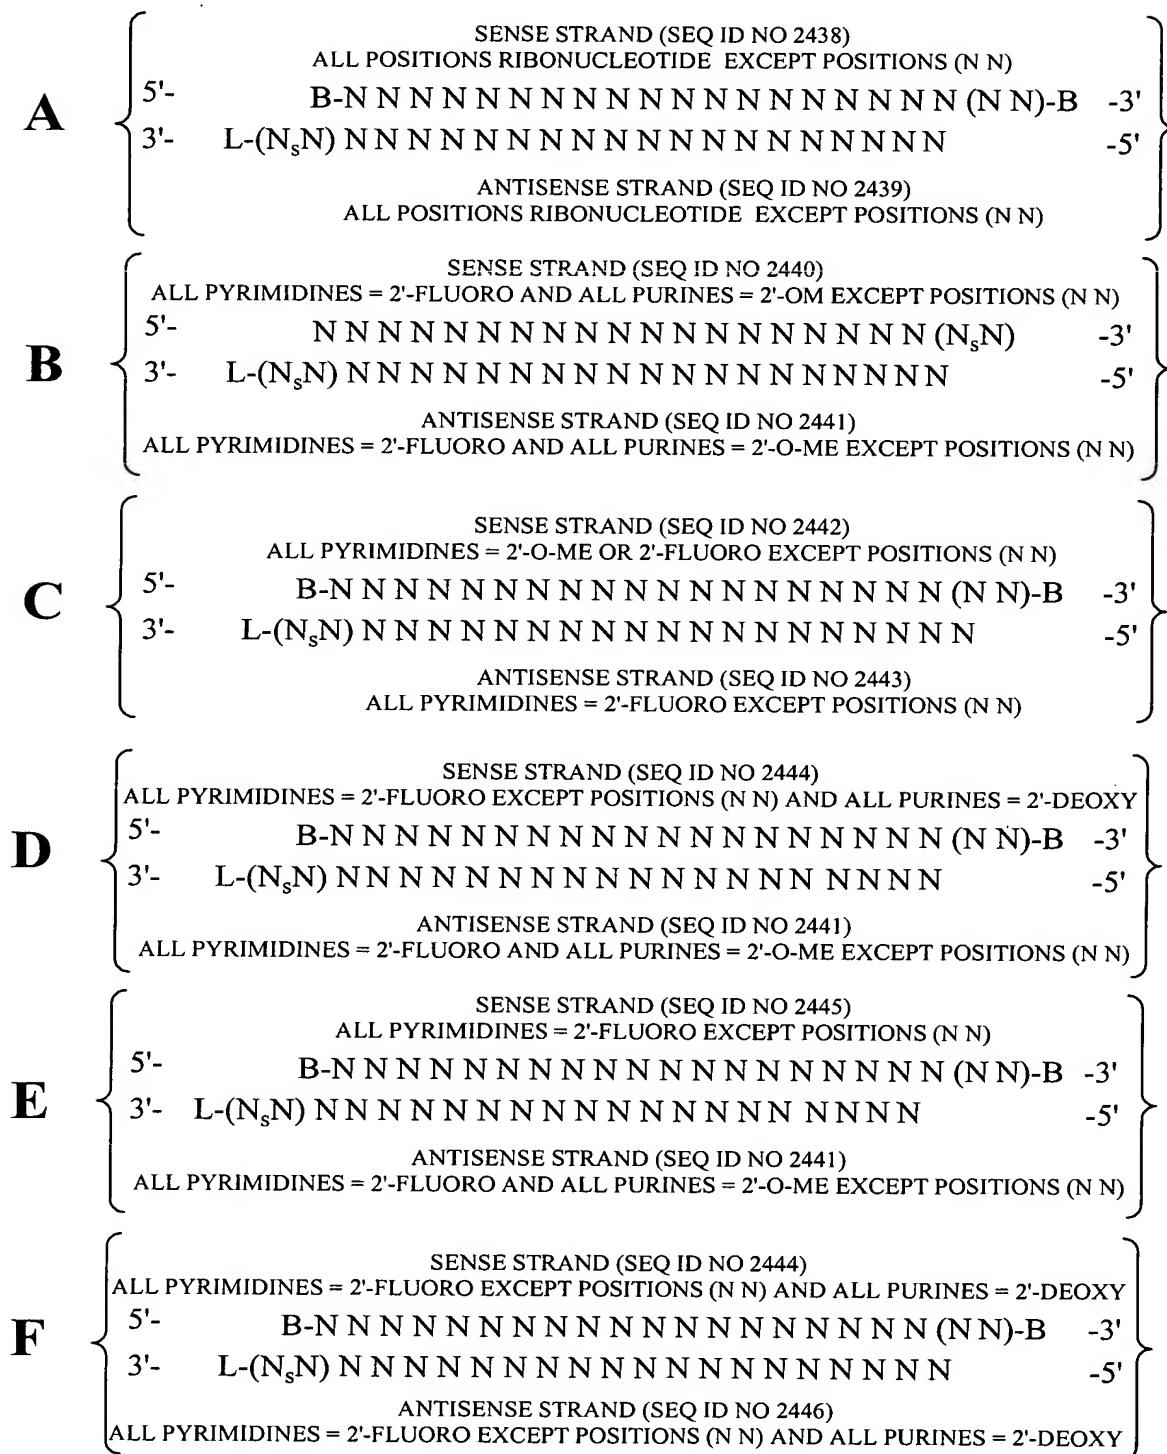 SENSE STRAND (SEQ ID NO 2438)
ALL POSITIONS RIBONUCLEOTIDE EXCEPT POSITIONS (N N)
5'- B-N N N N N N N N N N N N N N N N N N N (N N)-B -3'
A
3'- L-(NsN) N N N N N N N N N N N N N N N N N N N -5'
ANTISENSE STRAND (SEQ ID NO 2439)
ALL POSITIONS RIBONUCLEOTIDE EXCEPT POSITIONS (N N)
SENSE STRAND (SEQ ID NO 2440)
ALL PYRIMIDINES = 2'-FLUORO AND ALL PURINES = 2'-OM EXCEPT POSITIONS (N N)
5'- N N N N N N N N N N N N N N N N N N N (NsN) -3'
B
3'- L-(NsN) N N N N N N N N N N N N N N N N N N N -5'
ANTISENSE STRAND (SEQ ID NO 2441)
ALL PYRIMIDINES = 2'-FLUORO AND ALL PURINES = 2'-O-ME EXCEPT POSITIONS (N N)
SENSE STRAND (SEQ ID NO 2442)
ALL PYRIMIDINES = 2'-O-ME OR 2'-FLUORO EXCEPT POSITIONS (N N)
5'- B-N N N N N N N N N N N N N N N N N N N (N N)-B -3'
C
3'- L-(NsN) N N N N N N N N N N N N N N N N N N N -5'
ANTISENSE STRAND (SEQ ID NO 2443)
ALL PYRIMIDINES = 2'-FLUORO EXCEPT POSITIONS (N N)
SENSE STRAND (SEQ ID NO 2444)
ALL PYRIMIDINES = 2'-FLUORO EXCEPT POSITIONS (N N) AND ALL PURINES = 2'-DEOXY
5'- B-N N N N N N N N N N N N N N N N N N N (N N)-B -3'
D
3'- L-(NsN) N N N N N N N N N N N N N N N N N N N -5'
ANTISENSE STRAND (SEQ ID NO 2441)
ALL PYRIMIDINES = 2'-FLUORO AND ALL PURINES = 2'-O-ME EXCEPT POSITIONS (N N)
SENSE STRAND (SEQ ID NO 2445)
ALL PYRIMIDINES = 2'-FLUORO EXCEPT POSITIONS (N N)
5'- B-N N N N N N N N N N N N N N N N N N N (N N)-B -3'
E
3'- L-(NsN) N N N N N N N N N N N N N N N N N N N -5'
ANTISENSE STRAND (SEQ ID NO 2441)
ALL PYRIMIDINES = 2'-FLUORO AND ALL PURINES = 2'-O-ME EXCEPT POSITIONS (N N)
SENSE STRAND (SEQ ID NO 2444)
ALL PYRIMIDINES = 2'-FLUORO EXCEPT POSITIONS (N N) AND ALL PURINES = 2'-DEOXY
5'- B-N N N N N N N N N N N N N N N N N N N (N N)-B -3'
F
3'- L-(NsN) N N N N N N N N N N N N N N N N N N N -5'
ANTISENSE STRAND (SEQ ID NO 2446)
ALL PYRIMIDINES = 2'-FLUORO EXCEPT POSITIONS (N N) AND ALL PURINES = 2'-DEOXY